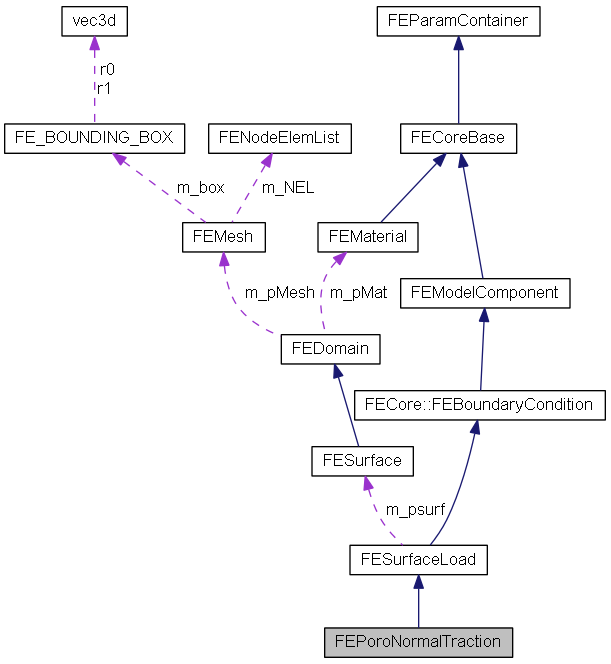 vec3d
FEParamContainer
r0
r1
FE_BOUNDING_BOX
FENodeElemList
FECoreBase
m_box
m_NEL
FEMesh
FEMaterial
m_pMesh
m_pMat
FEModelComponent
FEDomain
FECore::FEBoundaryCondition
FESurface
m_psurf
FESurfaceLoad
FEPoroNormalTraction